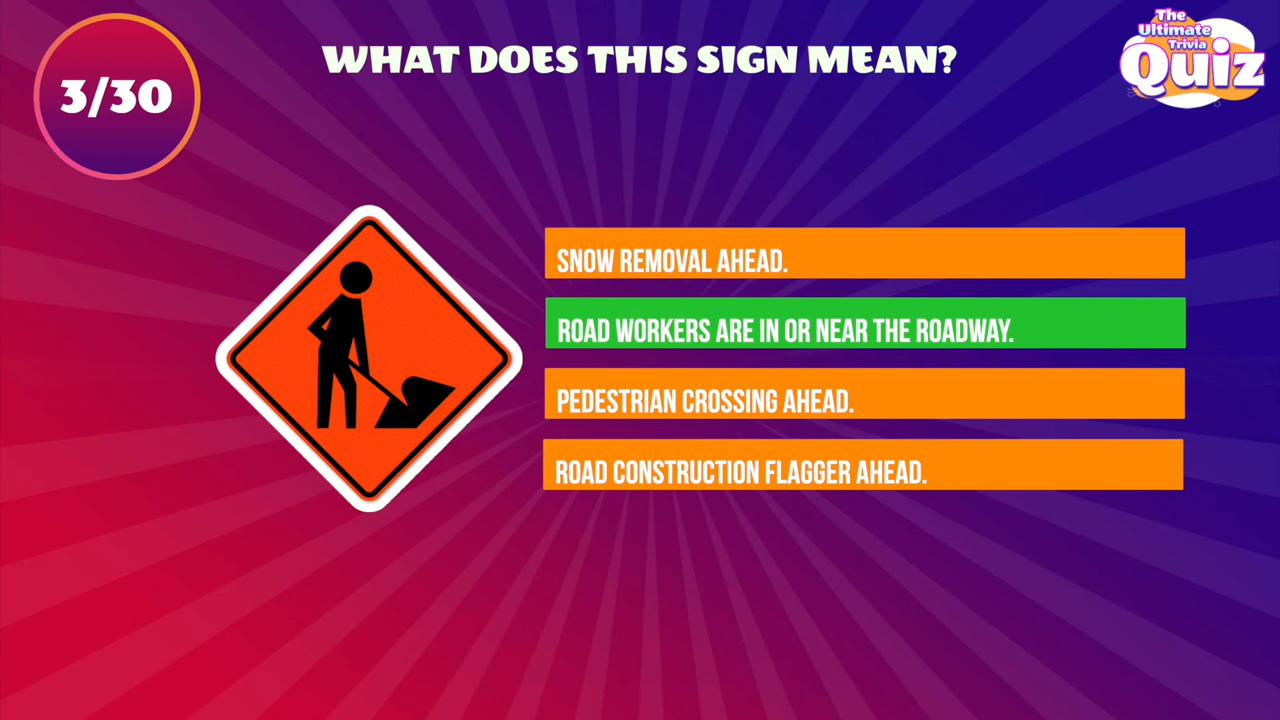 3/30
WHAT DOES THIS SIGN MEAN?
The
Ultimate
Trivia
Quiz
SNOW REMOVAL AHEAD.
ROAD WORKERS ARE IN OR NEAR THE ROADWAY.
PEDESTRIAN CROSSING AHEAD.
ROAD CONSTRUCTION FLAGGER AHEAD.